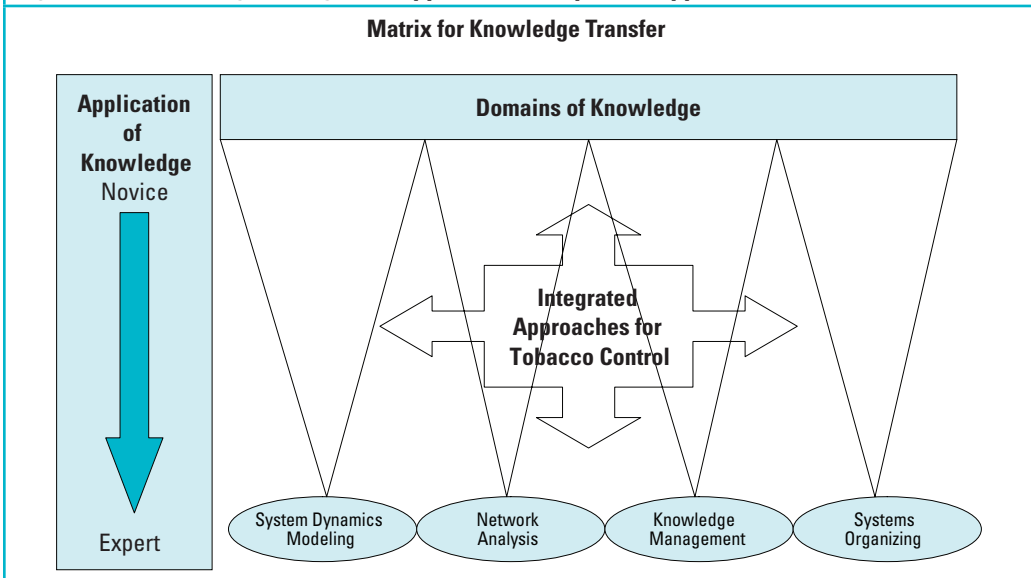 Matrix for Knowledge Transfer
Application
of
Knowledge
Novice
Expert
Domains of Knowledge
Integrated
Approaches for
Tobacco Control
System Dynamics
Modeling
Network
Analysis
Knowledge
Management
Systems
Organizing